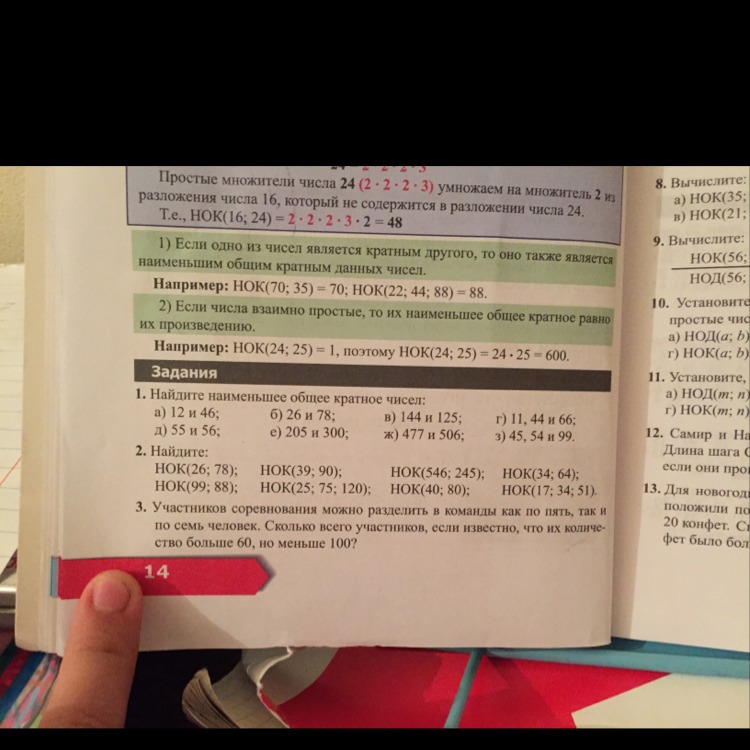 Простые множители числа 24 (2 · 2 · 2 · 3) умножаем на множитель 2 из
разложения числа 16, который не содержится в разложении числа 24.
Т.е., НОК(16; 24) = 2 · 2 · 2 · 3 · 2 = 48
1) Если одно из чисел является кратным другого, то оно также является
наименьшим общим кратным данных чисел.
Например: НОК(70; 35) = 70; НОК(22; 44; 88) = 88.
2) Если числа взаимно простые, то их наименьшее общее кратное равно
их произведению.
Например: НОК(24; 25) = 1, поэтому НОК(24; 25) = 24 · 25 = 600.
Задания
1. Найдите наименьшее общее кратное чисел:
а) 12 и 46; б) 26 и 78; в) 144 и 125; г) 11, 44 и 66;
д) 55 и 56; е) 205 и 300; ж) 477 и 506; з) 45, 54 и 99.
2. Найдите:
НОК(26; 78); НОК(39; 90); НОК(546; 245); НОК(34; 64);
НОК(99; 88); НОК(25; 75; 120); НОК(40; 80); НОК(17; 34; 51).
3. Участников соревнования можно разделить в команды как по пять, так и
по семь человек. Сколько всего участников, если известно, что их количе-
ство больше 60, но меньше 100?
14
8. Вычислите:
а) НОК(35;
в) НОК(21;
9. Вычислите:
НОК(56;
НОД(56;
10. Установите
простые чис
а) НОД(a; b)
г) НОК(a; b)
11. Установите,
а) НОД(m; n)
г) НОК(m; n)
12. Самир и На
Длина шага
если они про
13. Для новогод
положили по
20 конфет.
фет было бол